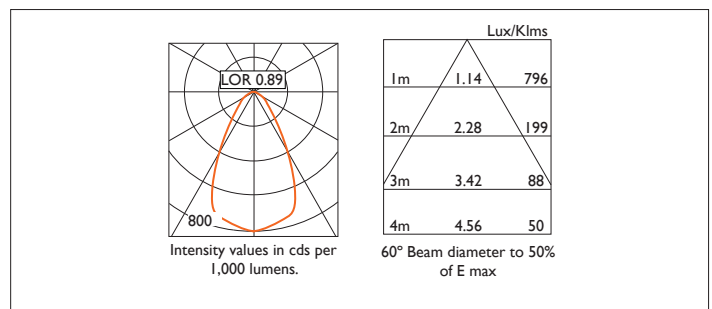 LOR 0.89
800
Intensity values in cds per
1,000 lumens.
Lux/Klms
1m 1.14 796
2m 2.28 199
3m 3.42 88
4m 4.56 50
60º Beam diameter to 50%
of E max